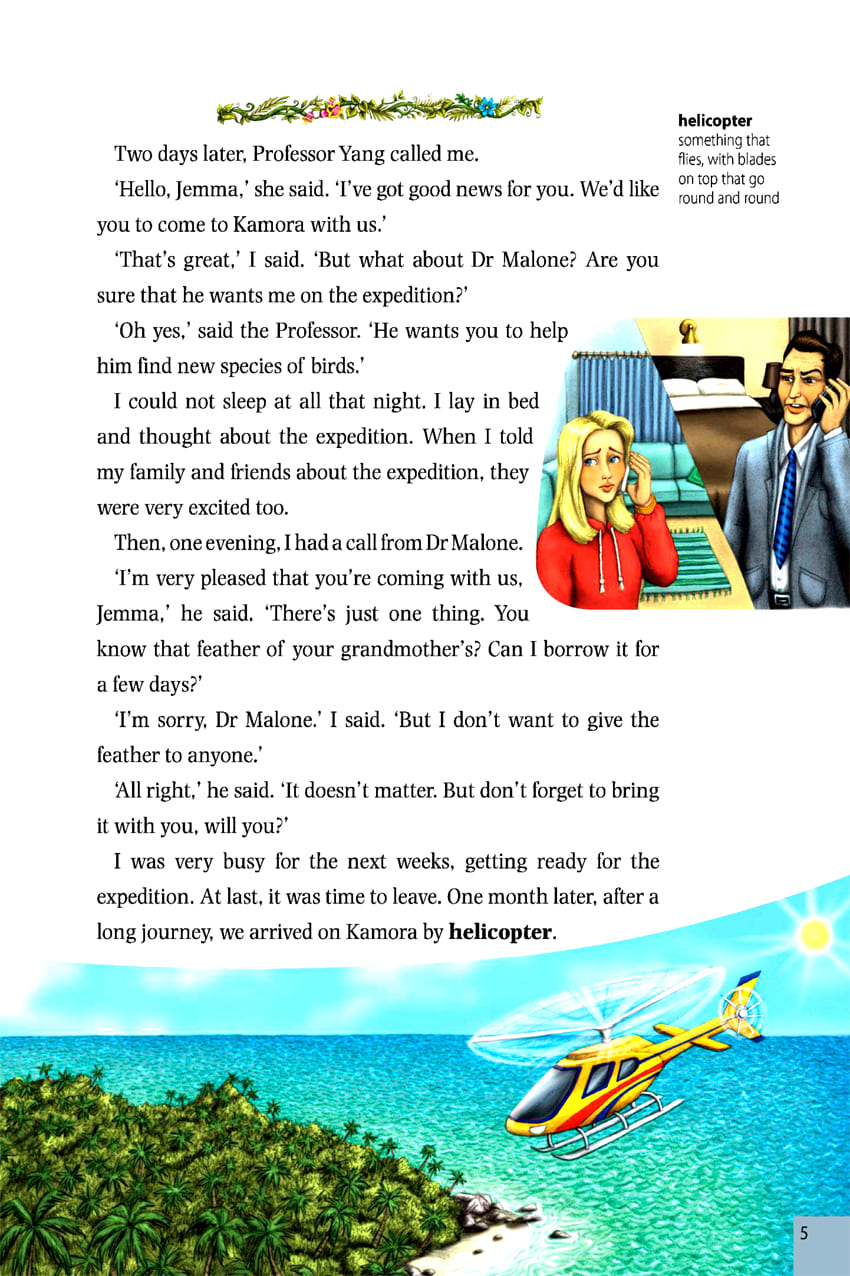 Two days later, Professor Yang called me.
‘Hello, Jemma,’ she said. ‘I’ve got good news for you. We’d like
you to come to Kamora with us.’
‘That’s great,’ I said. ‘But what about Dr Malone? Are you
sure that he wants me on the expedition?’
‘Oh yes,’ said the Professor. ‘He wants you to help
him find new species of birds.’
I could not sleep at all that night. I lay in bed
and thought about the expedition. When I told
my family and friends about the expedition, they
were very excited too.
Then, one evening, I had a call from Dr Malone.
‘I’m very pleased that you’re coming with us,
Jemma,’ he said. ‘There’s just one thing. You
know that feather of your grandmother’s? Can I borrow it for
a few days?’
‘I’m sorry, Dr Malone.’ I said. ‘But I don’t want to give the
feather to anyone.’
‘All right,’ he said. ‘It doesn’t matter. But don’t forget to bring
it with you, will you?’
I was very busy for the next weeks, getting ready for the
expedition. At last, it was time to leave. One month later, after a
long journey, we arrived on Kamora by helicopter.
helicopter
something that
flies, with blades
on top that go
round and round
5